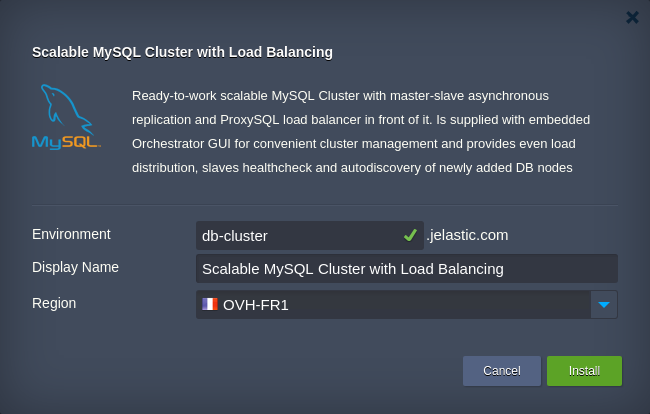 Scalable MySQL Cluster with Load Balancing
MySQL
Ready-to-work scalable MySQL Cluster with master-slave asynchronous
replication and ProxySQL load balancer in front of it. Is supplied with embedded
Orchestrator GUI for convenient cluster management and provides even load
distribution, slaves healthcheck and autodiscovery of newly added DB nodes
Environment db-cluster .jelastic.com
Display Name Scalable MySQL Cluster with Load Balancing
Region OVH-FR1
Cancel Install